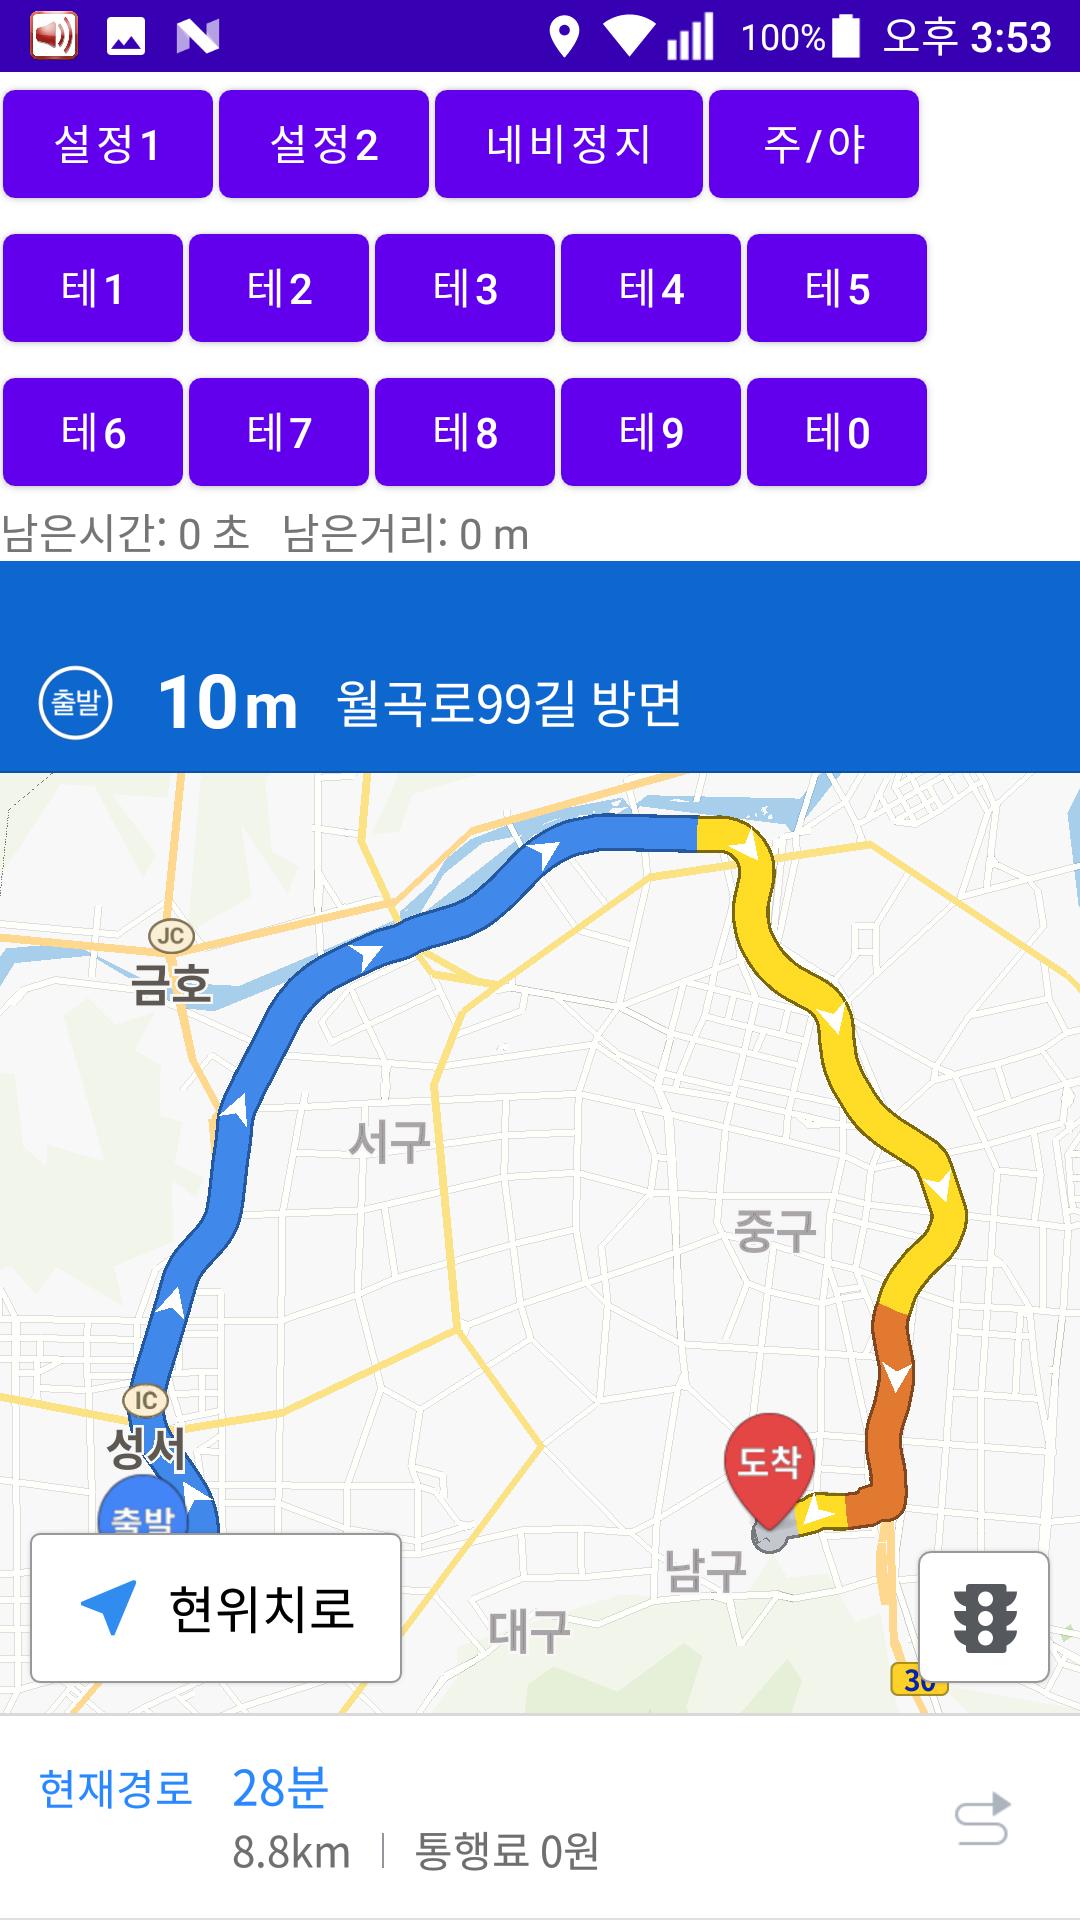 100% 오후 3:53
설정1 설정2 네비정지 주/야
테1 테2 테3 테4 테5
테6 테7 테8 테9 테0
남은시간: 0 초 남은거리: 0 m
출발 10m 월곡로99길 방면
JC
금호
서구
중구
IC
성서
도착
출발
남구
현위치로
대구
30
현재경로 28분
8.8km 통행료 0원